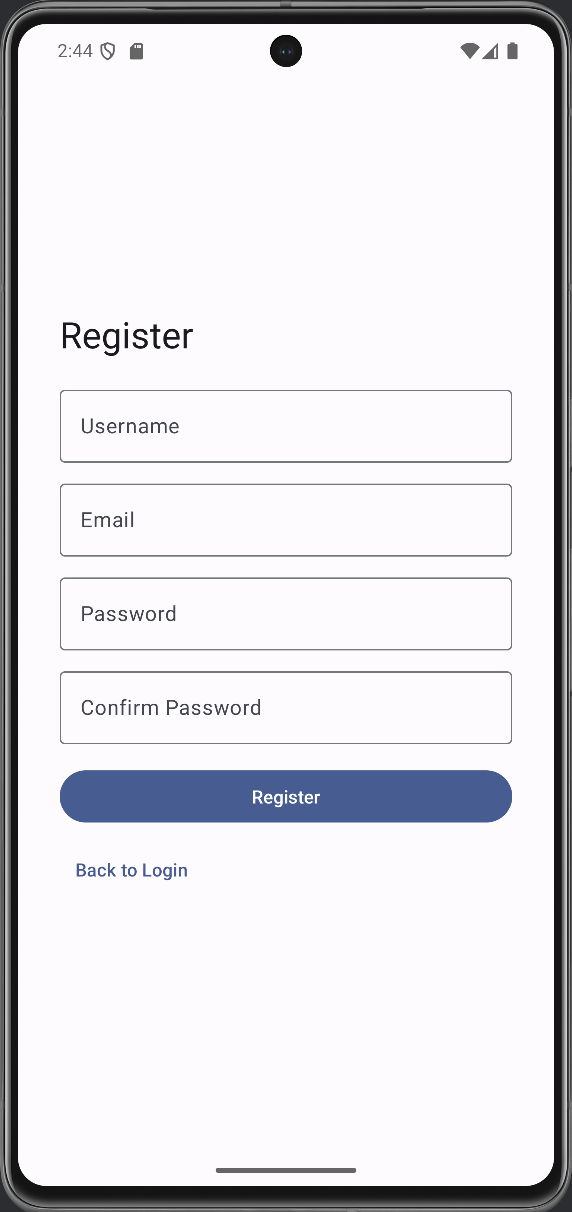 2:44
Register
Username
Email
Password
Confirm Password
Register
Back to Login